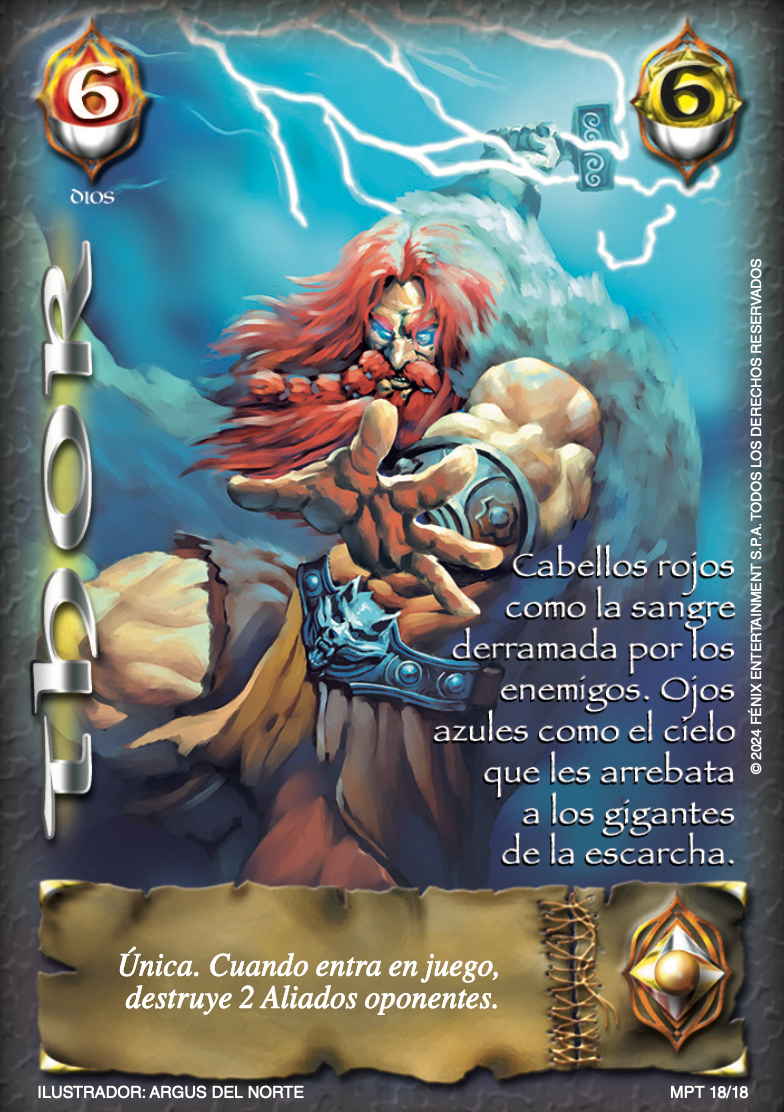 6
6
DIOS
THOR
Cabellos rojos
como la sangre
derramada por los
enemigos. Ojos
azules como el cielo
que les arrebata
a los gigantes
de la escarcha.
© 2024 FÉNIX ENTERTAINMENT S.P.A. TODOS LOS DERECHOS RESERVADOS
Única. Cuando entra en juego,
destruye 2 Aliados oponentes.
ILUSTRADOR: ARGUS DEL NORTE
MPT 18/18